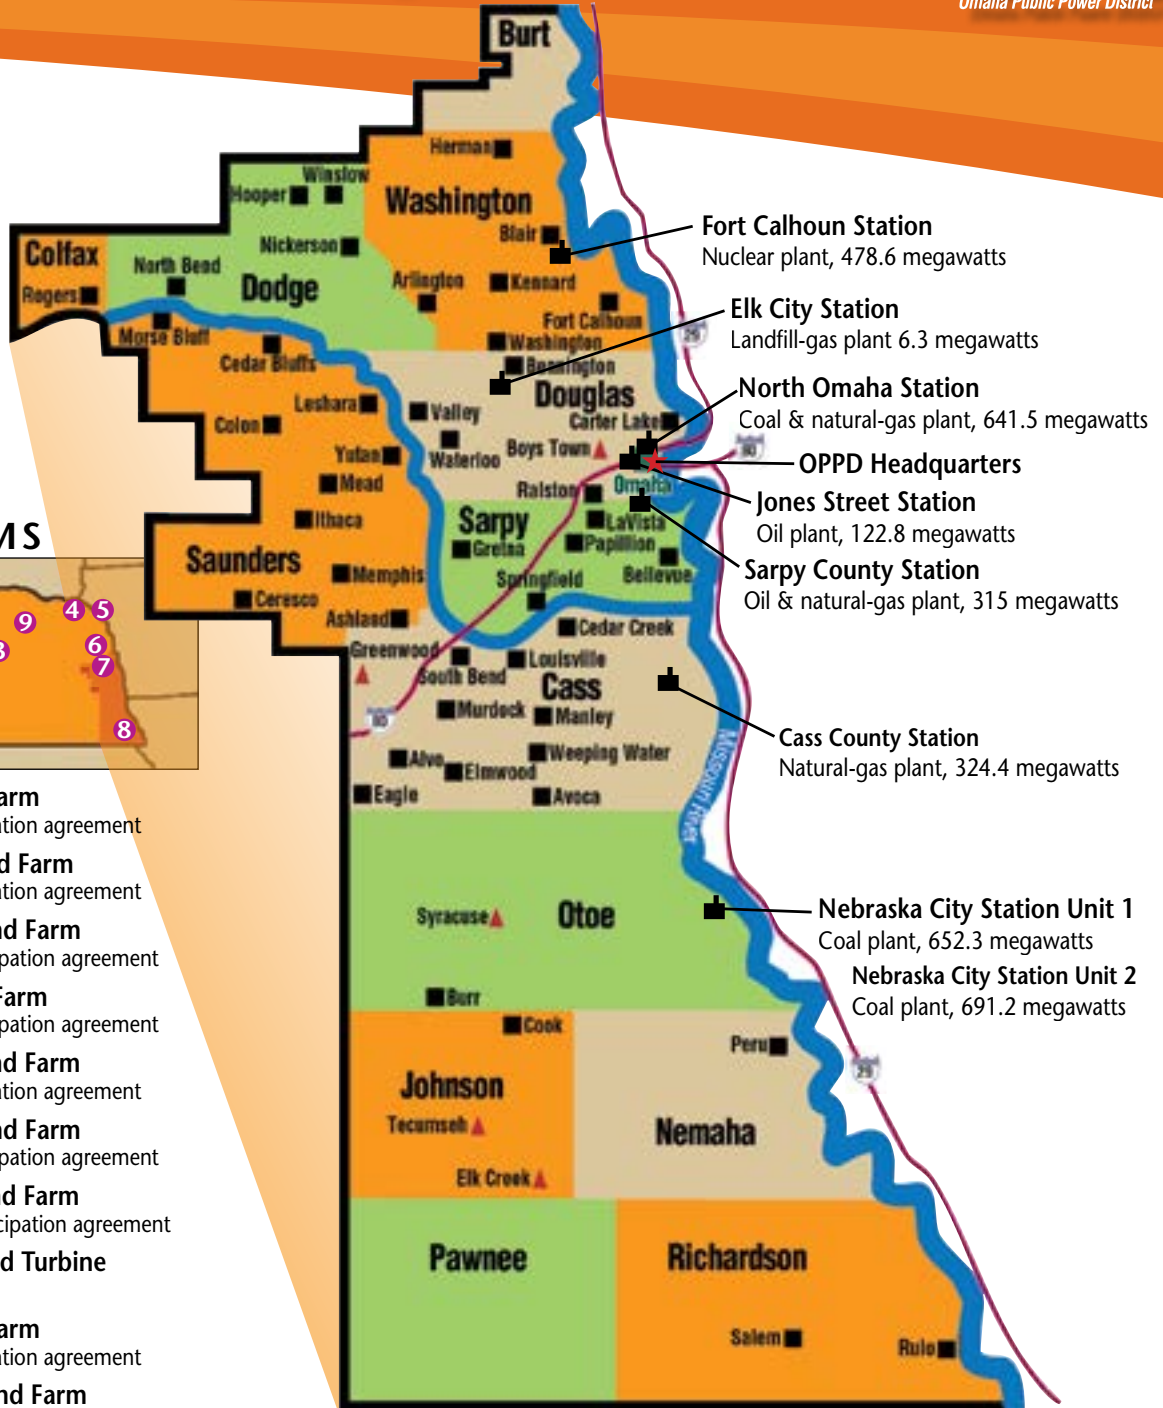 Omaha Public Power District
Burt
Herman
Winslow
Hooper
Washington
Blair
Nickerson
Colfax
North Bend
Dodge
Arlington
Kennard
Rogers
Fort Calhoun
Morse Bluff
Washington
Cedar Bluffs
Bennington
Douglas
Leshara
Valley
Carter Lake
Colon
Boys Town
Yutan
Waterloo
Omaha
Mead
Ralston
Ithaca
Sarpy
LaVista
Gretna
Papillion
Saunders
Memphis
Springfield
Bellevue
Ceresco
Ashland
Cedar Creek
Greenwood
Louisville
South Bend
Cass
Murdock
Manley
Alvo
Weeping Water
Elmwood
Eagle
Avoca
Missouri River
Syracuse
Otoe
Burr
Cook
Peru
Johnson
Tecumseh
Nemaha
Elk Creek
Pawnee
Richardson
Salem
Rulo
29
80
80
29
Fort Calhoun Station
Nuclear plant, 478.6 megawatts
Elk City Station
Landfill-gas plant 6.3 megawatts
North Omaha Station
Coal & natural-gas plant, 641.5 megawatts
OPPD Headquarters
Jones Street Station
Oil plant, 122.8 megawatts
Sarpy County Station
Oil & natural-gas plant, 315 megawatts
Cass County Station
Natural-gas plant, 324.4 megawatts
Nebraska City Station Unit 1
Coal plant, 652.3 megawatts
Nebraska City Station Unit 2
Coal plant, 691.2 megawatts
MS
4
5
9
6
7
8
arm
ation agreement
d Farm
ation agreement
nd Farm
ipation agreement
Farm
ipation agreement
nd Farm
ation agreement
nd Farm
ipation agreement
nd Farm
cipation agreement
d Turbine
arm
ation agreement
nd Farm